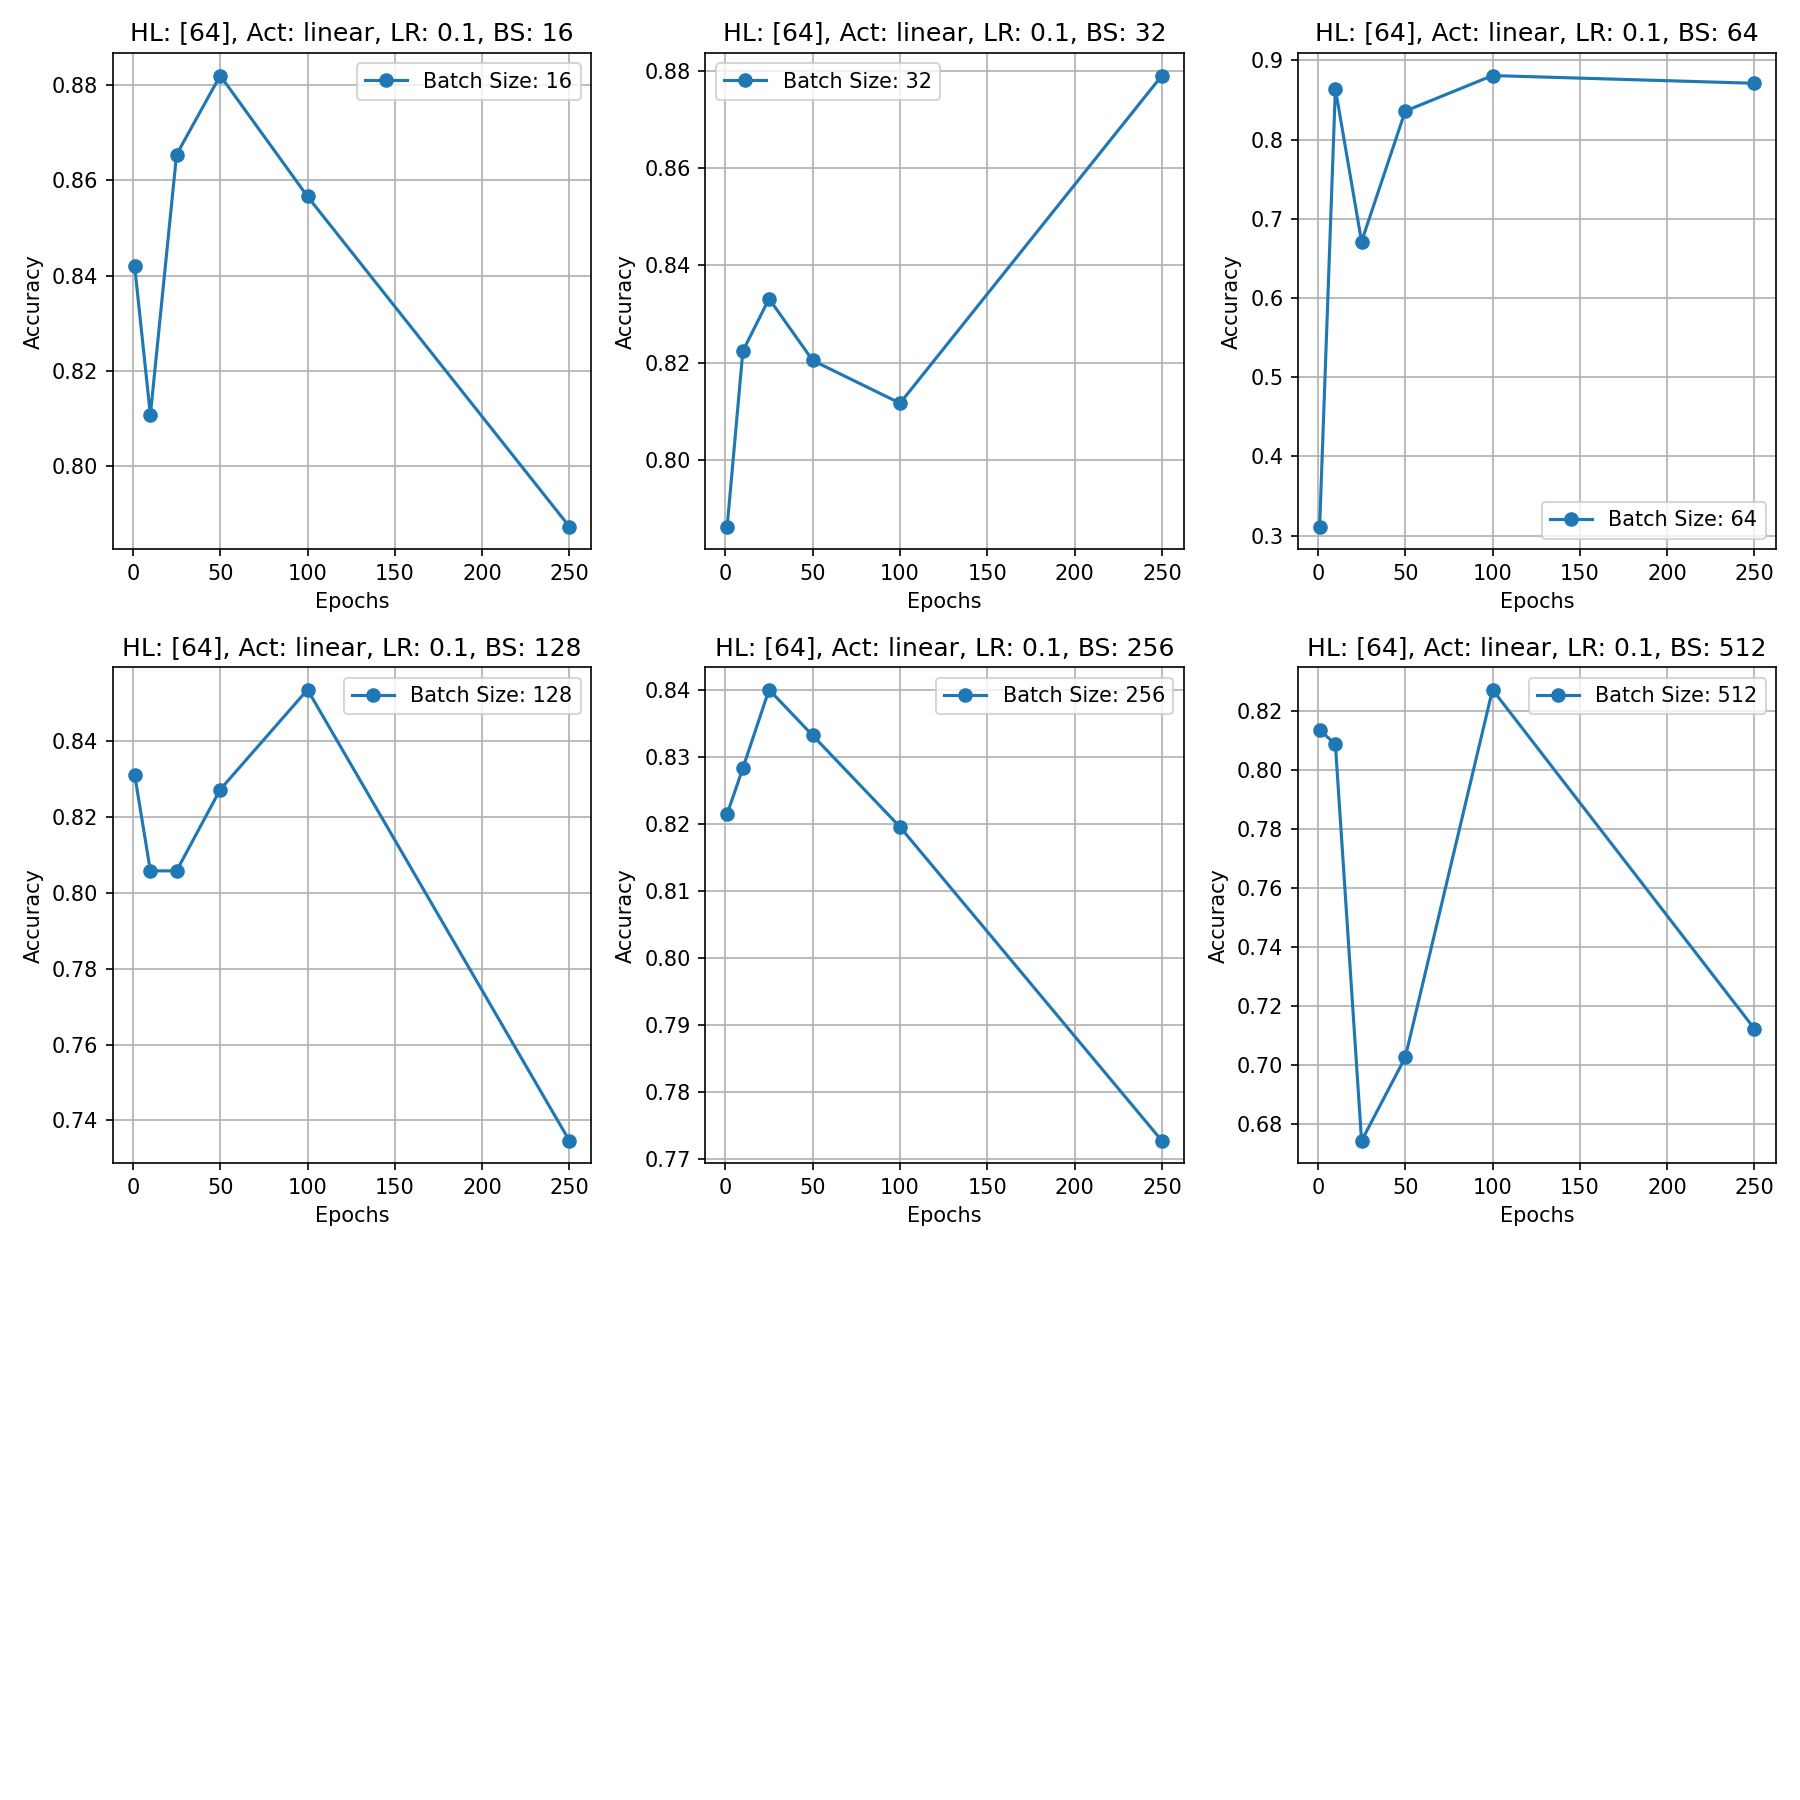 HL: [64], Act: linear, LR: 0.1, BS: 16
Batch Size: 16
Accuracy
0.88
0.86
0.84
0.82
0.80
0 50 100 150 200 250
Epochs
HL: [64], Act: linear, LR: 0.1, BS: 32
Batch Size: 32
Accuracy
0.88
0.86
0.84
0.82
0.80
0 50 100 150 200 250
Epochs
HL: [64], Act: linear, LR: 0.1, BS: 64
Accuracy
0.9
0.8
0.7
0.6
0.5
0.4
0.3
Batch Size: 64
0 50 100 150 200 250
Epochs
HL: [64], Act: linear, LR: 0.1, BS: 128
Batch Size: 128
Accuracy
0.84
0.82
0.80
0.78
0.76
0.74
0 50 100 150 200 250
Epochs
HL: [64], Act: linear, LR: 0.1, BS: 256
Batch Size: 256
Accuracy
0.84
0.83
0.82
0.81
0.80
0.79
0.78
0.77
0 50 100 150 200 250
Epochs
HL: [64], Act: linear, LR: 0.1, BS: 512
Batch Size: 512
Accuracy
0.82
0.80
0.78
0.76
0.74
0.72
0.70
0.68
0 50 100 150 200 250
Epochs